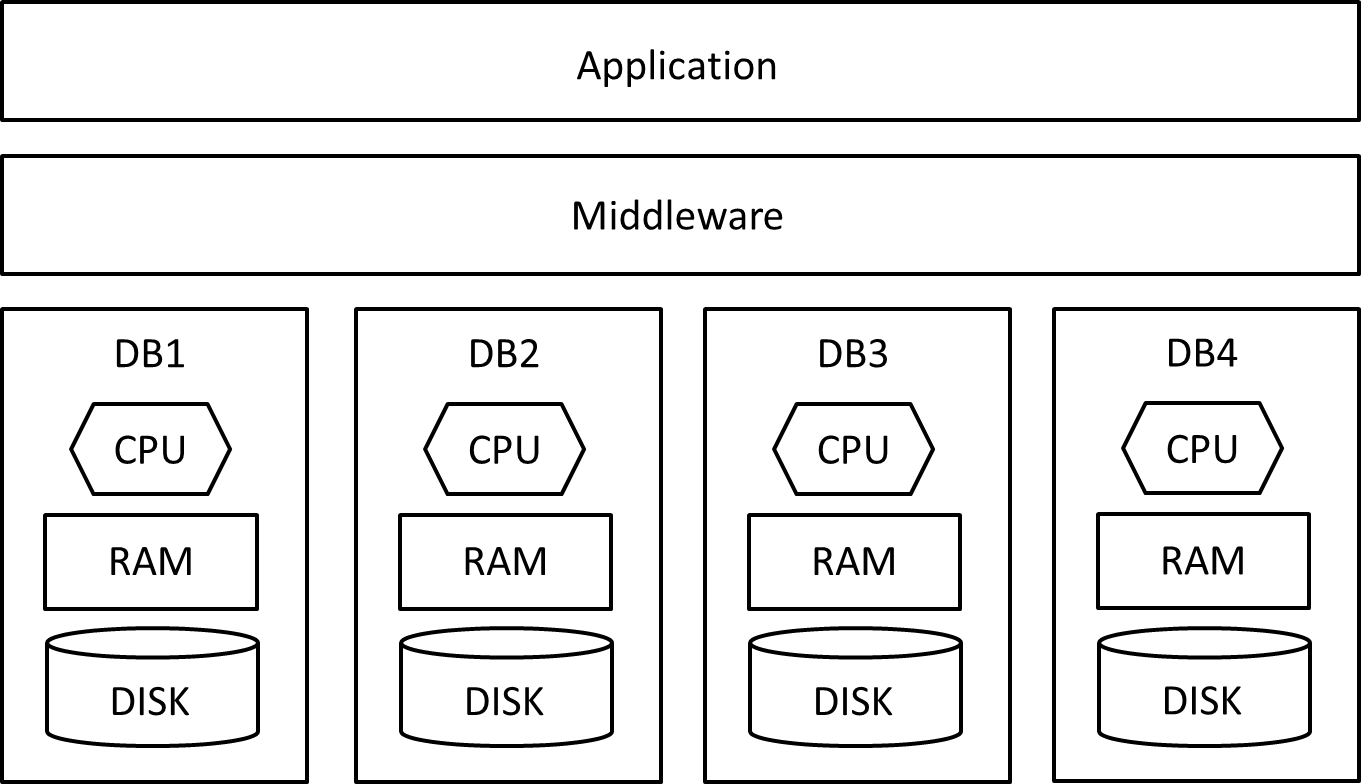 Application
Middleware
DB1 DB2 DB3 DB4
CPU CPU CPU CPU
RAM RAM RAM RAM
DISK DISK DISK DISK